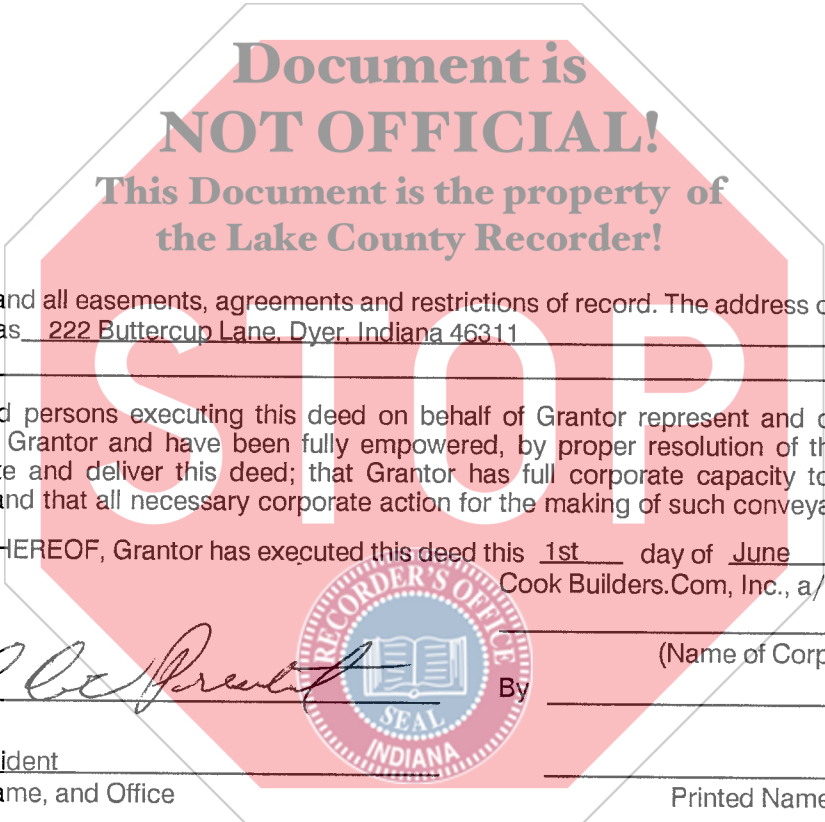 Document is
NOT OFFICIAL!
This Document is the property of
the Lake County Recorder!
and all easements, agreements and restrictions of record. The address o
as 222 Buttercup Lane, Dyer, Indiana 46311
STOP
d persons executing this deed on behalf of Grantor represent and c
Grantor and have been fully empowered, by proper resolution of th
te and deliver this deed; that Grantor has full corporate capacity to
and that all necessary corporate action for the making of such conveya
HEREOF, Grantor has executed this deed this 1st day of June
Cook Builders.Com, Inc., a/
RECORDER'S OFFICE
SEAL
INDIANA
(Name of Corp
By
ident
ame, and Office
Printed Name